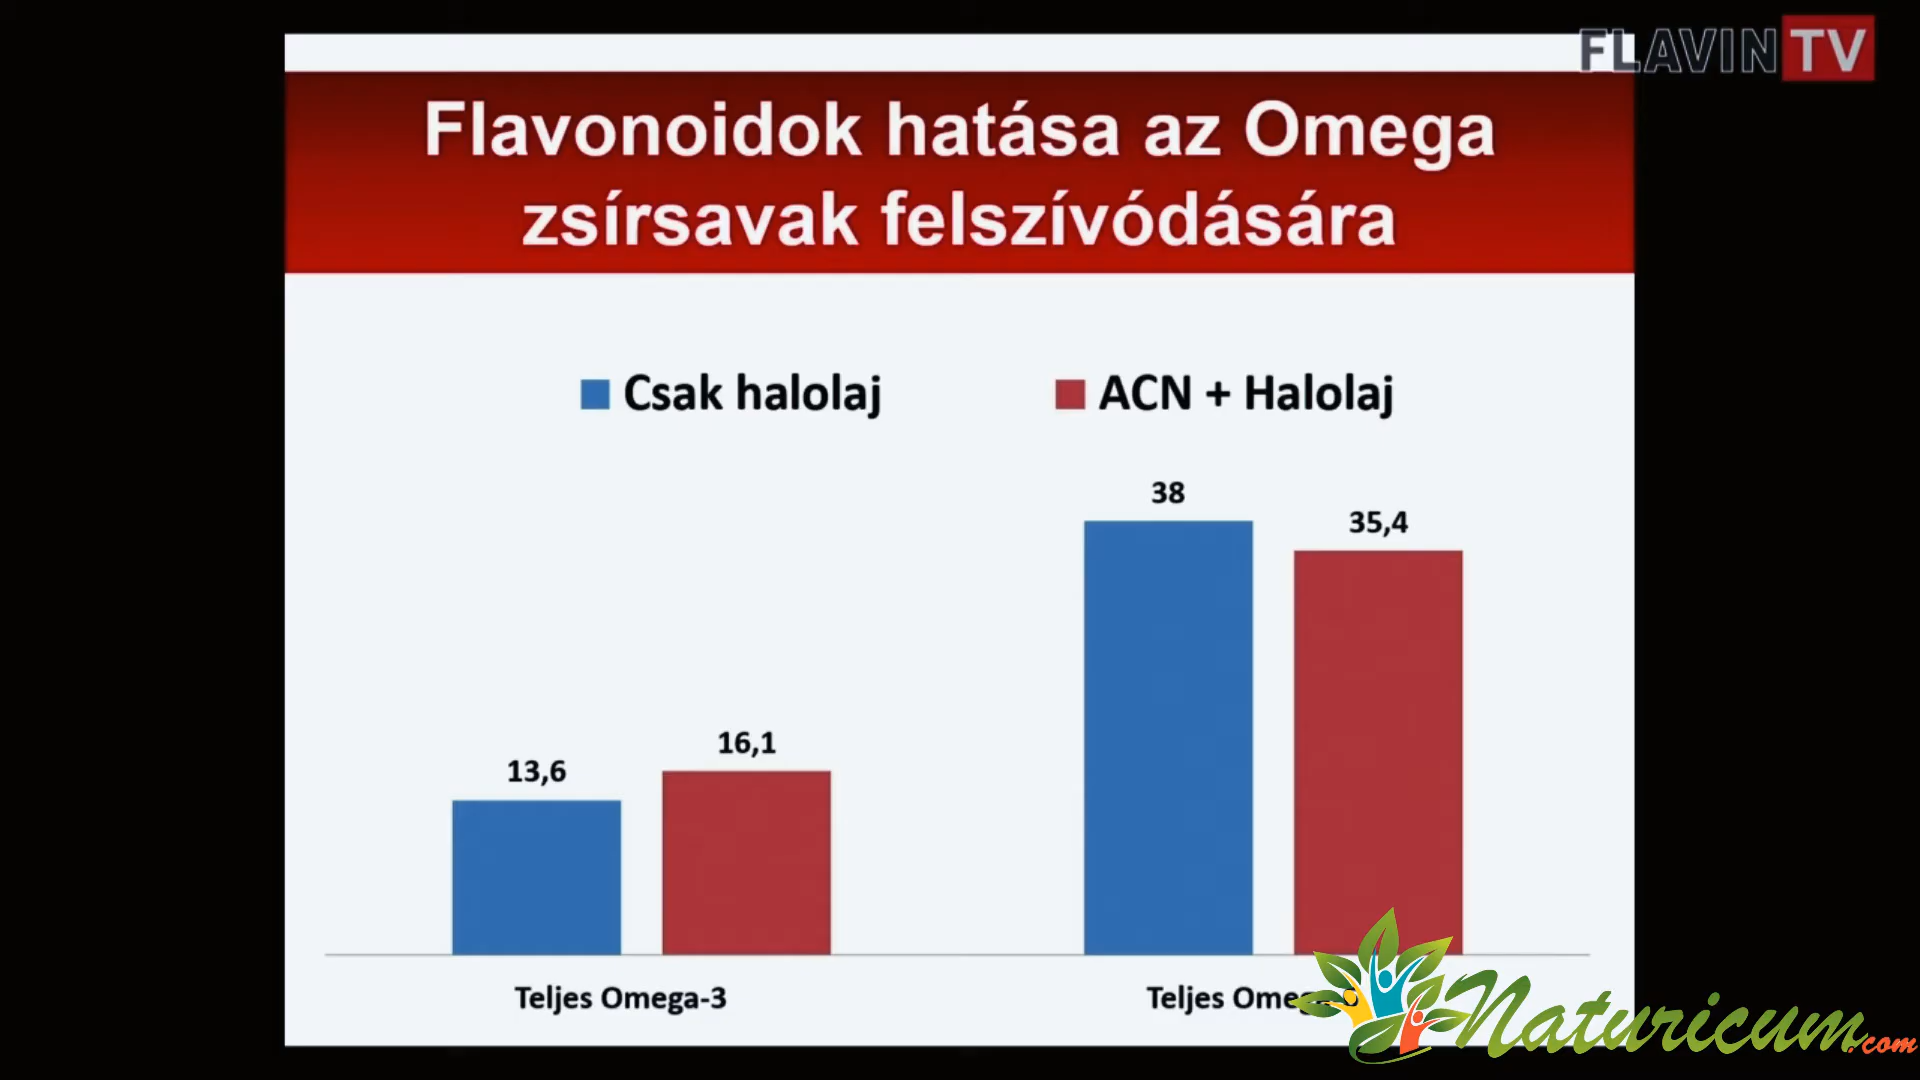 FLAVIN TV
Flavonoidok hatása az Omega
zsírsavak felszívódására
Csak halolaj
ACN + Halolaj
38
35,4
16,1
13,6
Teljes Omega-3
Teljes
Naturicum.com